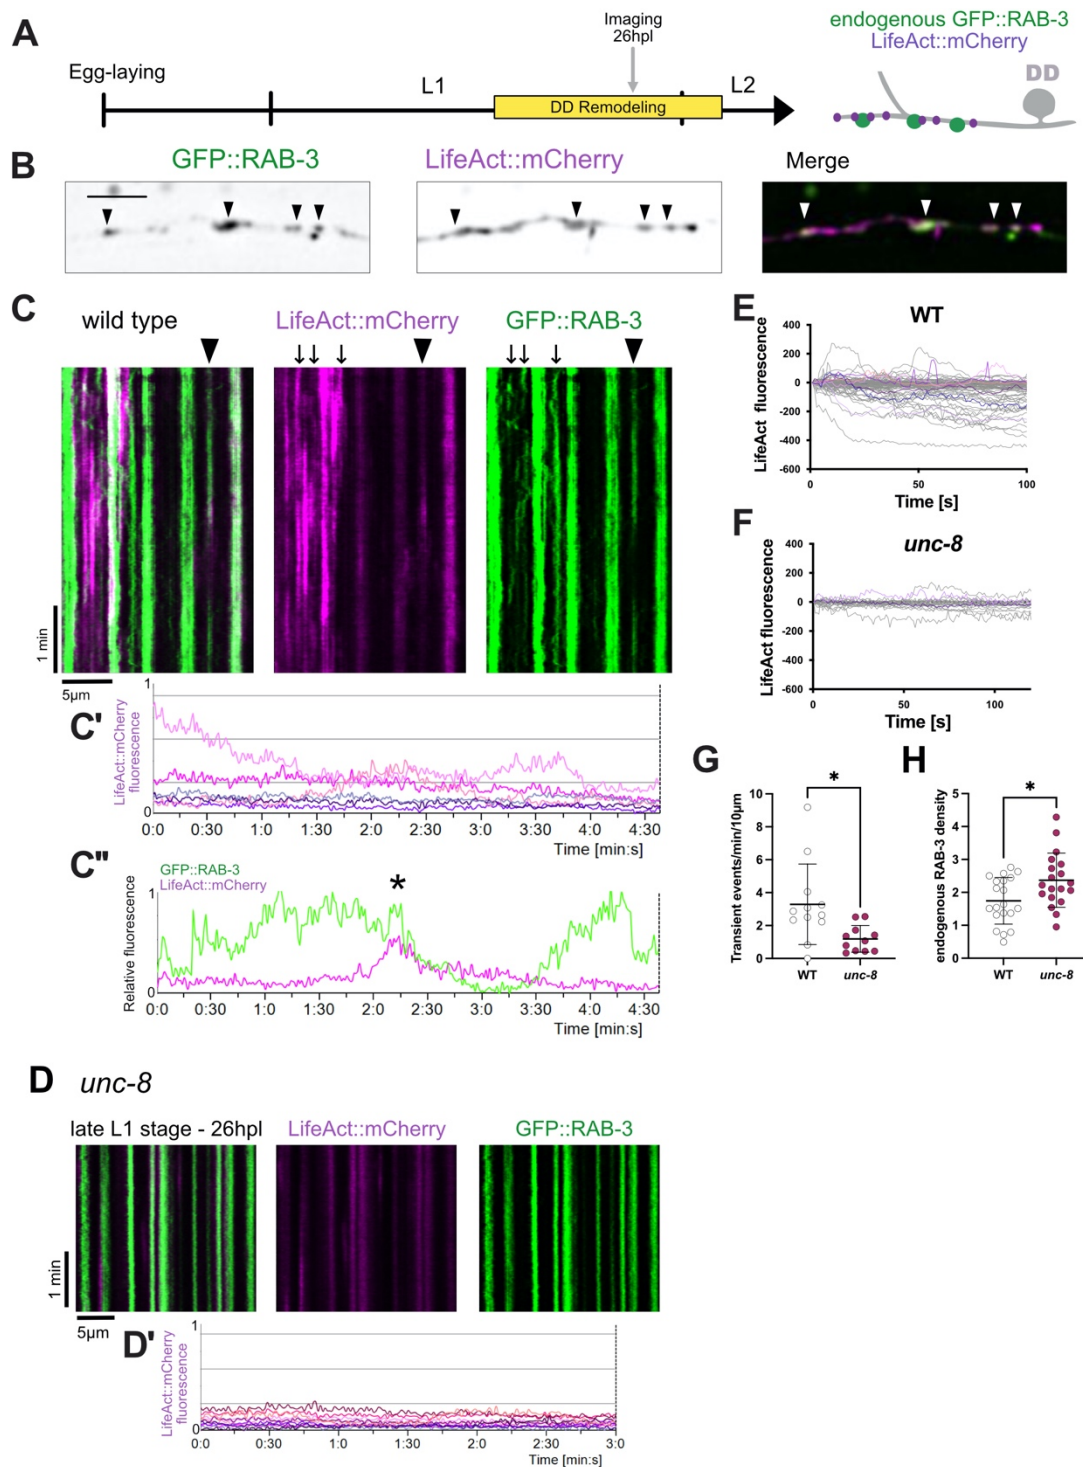 A
Egg-laying
L1
Imaging
26hpl
DD Remodeling
L2
endogenous GFP::RAB-3
LifeAct::mCherry
DD
B
GFP::RAB-3
LifeAct::mCherry
Merge
C
wild type
LifeAct::mCherry
GFP::RAB-3
1 min
5µm
C'
LifeAct::mCherry
fluorescence
1
0
0:0 0:30 1:0 1:30 2:0 2:30 3:0 3:30 4:0 4:30
Time [min:s]
C"
GFP::RAB-3
LifeAct::mCherry
Relative fluorescence
1
0
*
0:0 0:30 1:0 1:30 2:0 2:30 3:0 3:30 4:0 4:30
Time [min:s]
D
unc-8
late L1 stage - 26hpl
LifeAct::mCherry
GFP::RAB-3
1 min
5µm
D'
LifeAct::mCherry
fluorescence
1
0
0:0 0:30 1:0 1:30 2:0 2:30 3:0
Time [min:s]
E
WT
LifeAct fluorescence
400
200
0
-200
-400
-600
0 50 100
Time [s]
F
unc-8
LifeAct fluorescence
400
200
0
-200
-400
-600
0 50 100
Time [s]
G
*
Transient events/min/10µm
10
8
6
4
2
0
WT unc-8
H
*
endogenous RAB-3 density
5
4
3
2
1
0
WT unc-8